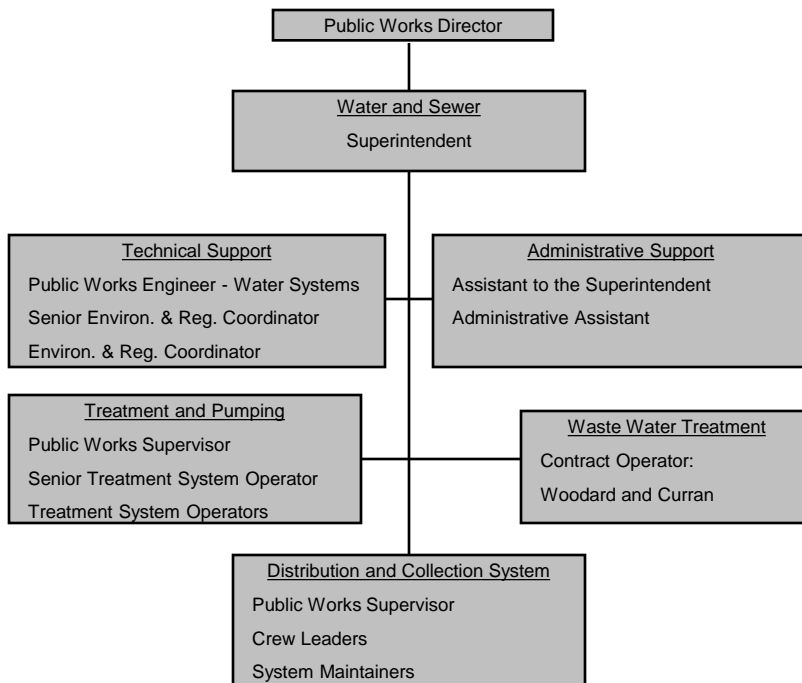 Public Works Director
Water and Sewer
Superintendent
Technical Support
Public Works Engineer - Water Systems
Senior Environ. & Reg. Coordinator
Environ. & Reg. Coordinator
Administrative Support
Assistant to the Superintendent
Administrative Assistant
Treatment and Pumping
Public Works Supervisor
Senior Treatment System Operator
Treatment System Operators
Waste Water Treatment
Contract Operator:
Woodard and Curran
Distribution and Collection System
Public Works Supervisor
Crew Leaders
System Maintainers